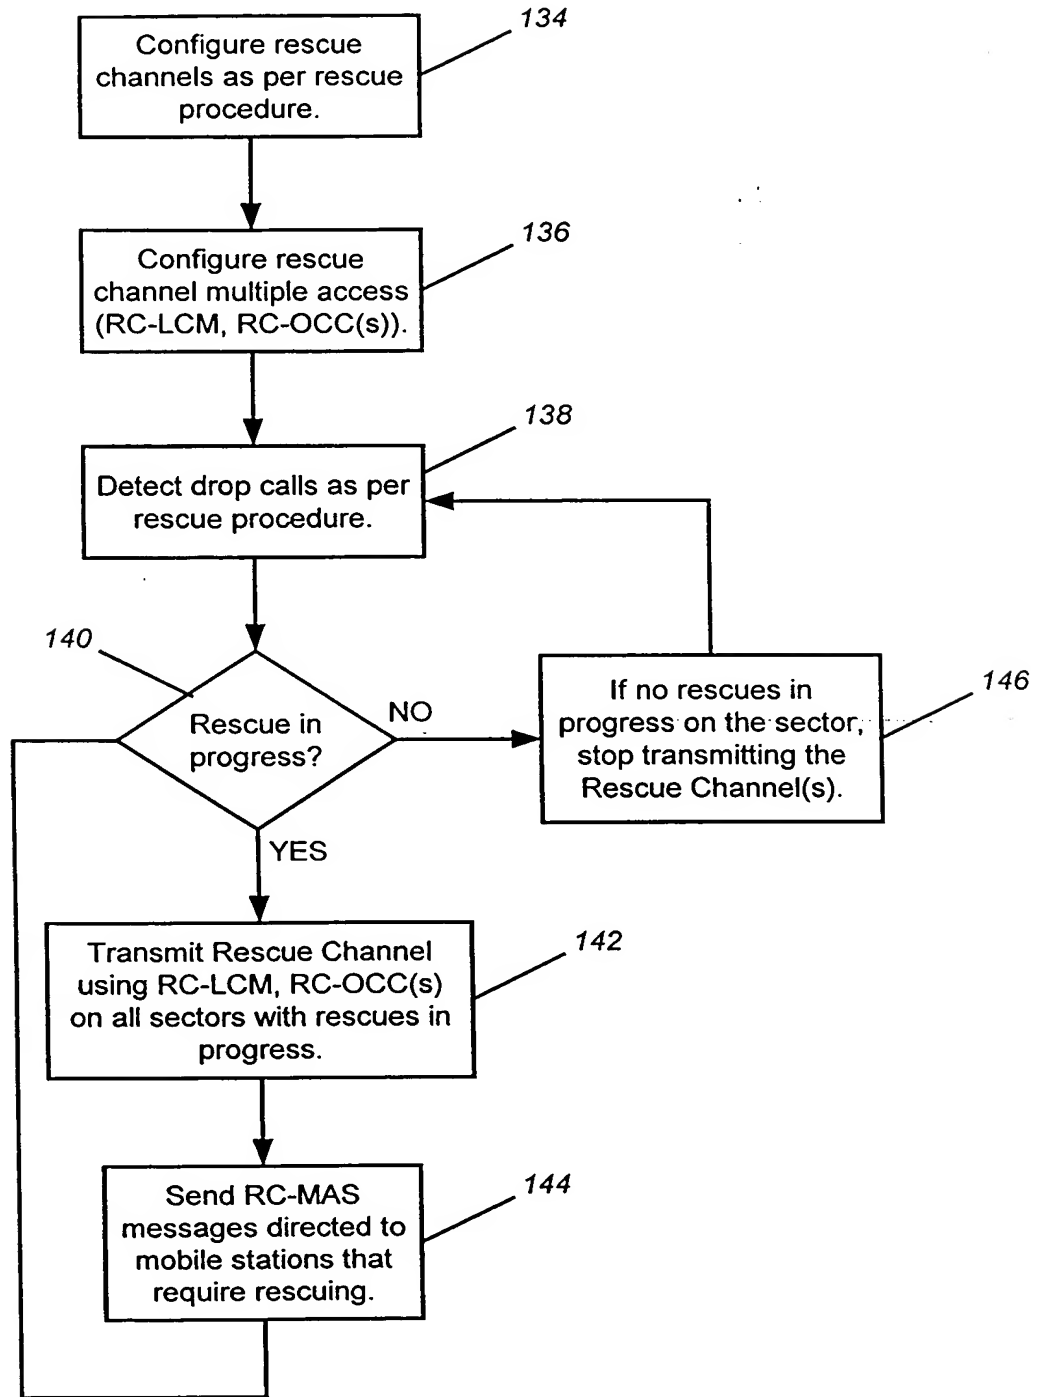 134
Configure rescue
channels as per rescue
procedure.
136
Configure rescue
channel multiple access
(RC-LCM, RC-OCC(s)).
138
Detect drop calls as per
rescue procedure.
140
Rescue in
progress?
NO
YES
146
If no rescues in
progress on the sector,
stop transmitting the
Rescue Channel(s).
142
Transmit Rescue Channel
using RC-LCM, RC-OCC(s)
on all sectors with rescues in
progress.
144
Send RC-MAS
messages directed to
mobile stations that
require rescuing.